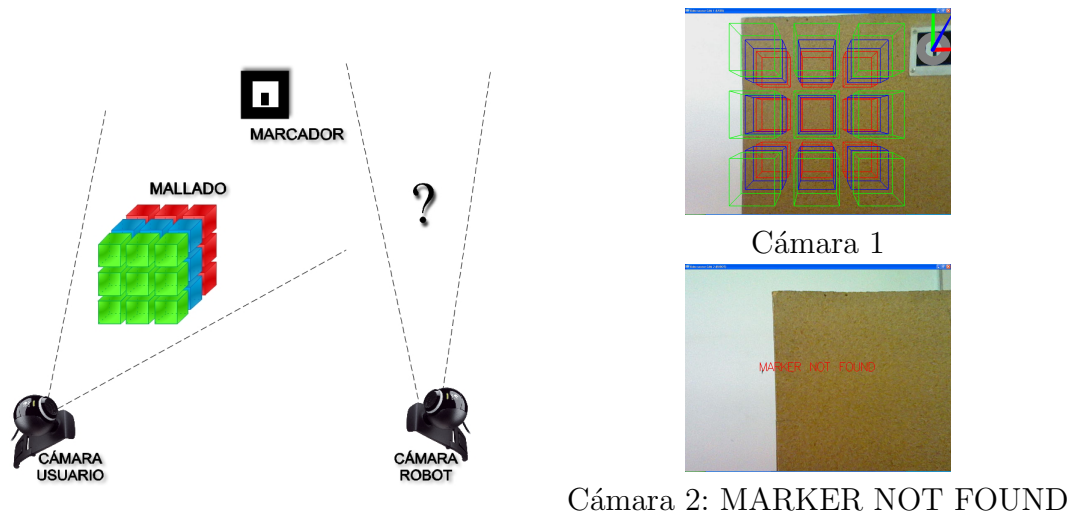 MARCADOR
MALLADO
?
CÁMARA
USUARIO
CÁMARA
ROBOT
Cámara 1
MARKER NOT FOUND
Cámara 2: MARKER NOT FOUND